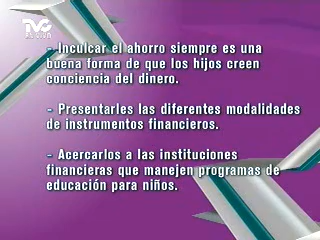 TVC
- Inculcar el ahorro siempre es una
buena forma de que los hijos creen
conciencia del dinero.
- Presentarles las diferentes modalidades
de instrumentos financieros.
- Acercarlos a las instituciones
financieras que manejen programas de
educación para niños.